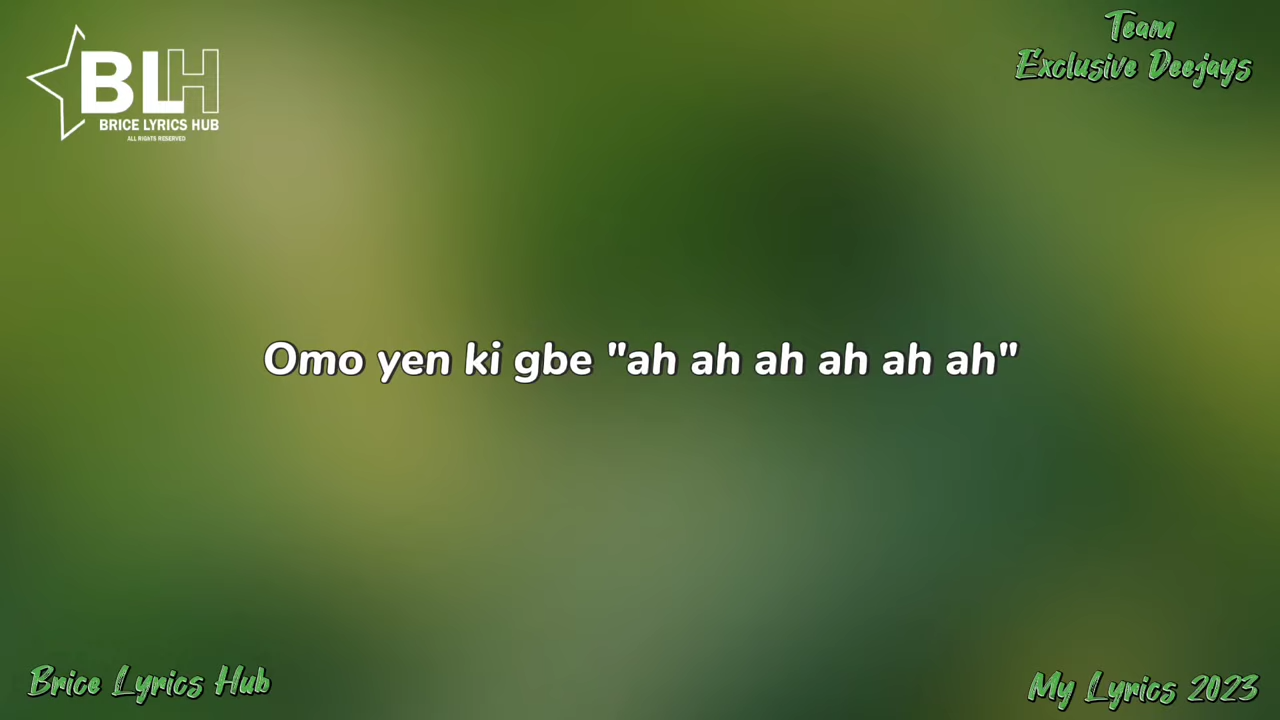 BLH
BRICE LYRICS HUB
ALL RIGHTS RESERVED
Team
Exclusive Deejays
Omo yen ki gbe "ah ah ah ah ah ah"
Brice Lyrics Hub
My Lyrics 2023